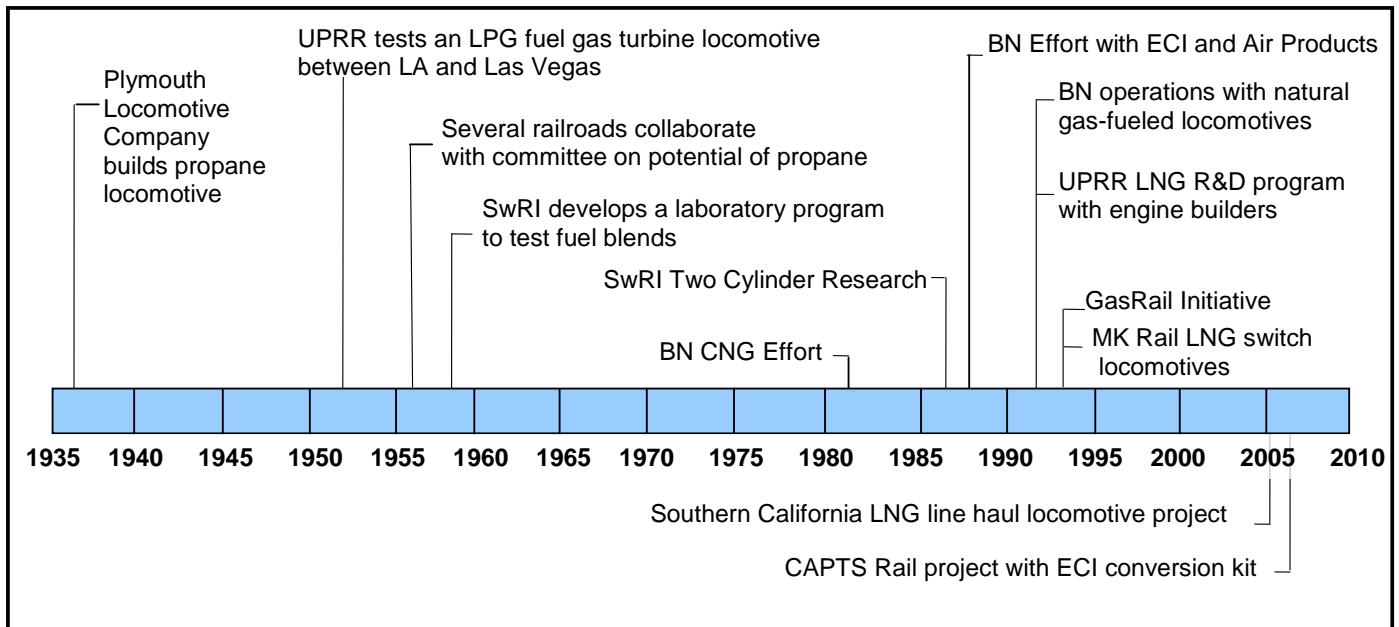 UPRR tests an LPG fuel gas turbine locomotive
between LA and Las Vegas
BN Effort with ECI and Air Products
Plymouth
Locomotive
Company
builds propane
locomotive
BN operations with natural
gas-fueled locomotives
Several railroads collaborate
with committee on potential of propane
UPRR LNG R&D program
with engine builders
SwRI develops a laboratory program
to test fuel blends
SwRI Two Cylinder Research
GasRail Initiative
BN CNG Effort
MK Rail LNG switch
locomotives
1935 1940 1945 1950 1955 1960 1965 1970 1975 1980 1985 1990 1995 2000 2005 2010
Southern California LNG line haul locomotive project
CAPTS Rail project with ECI conversion kit